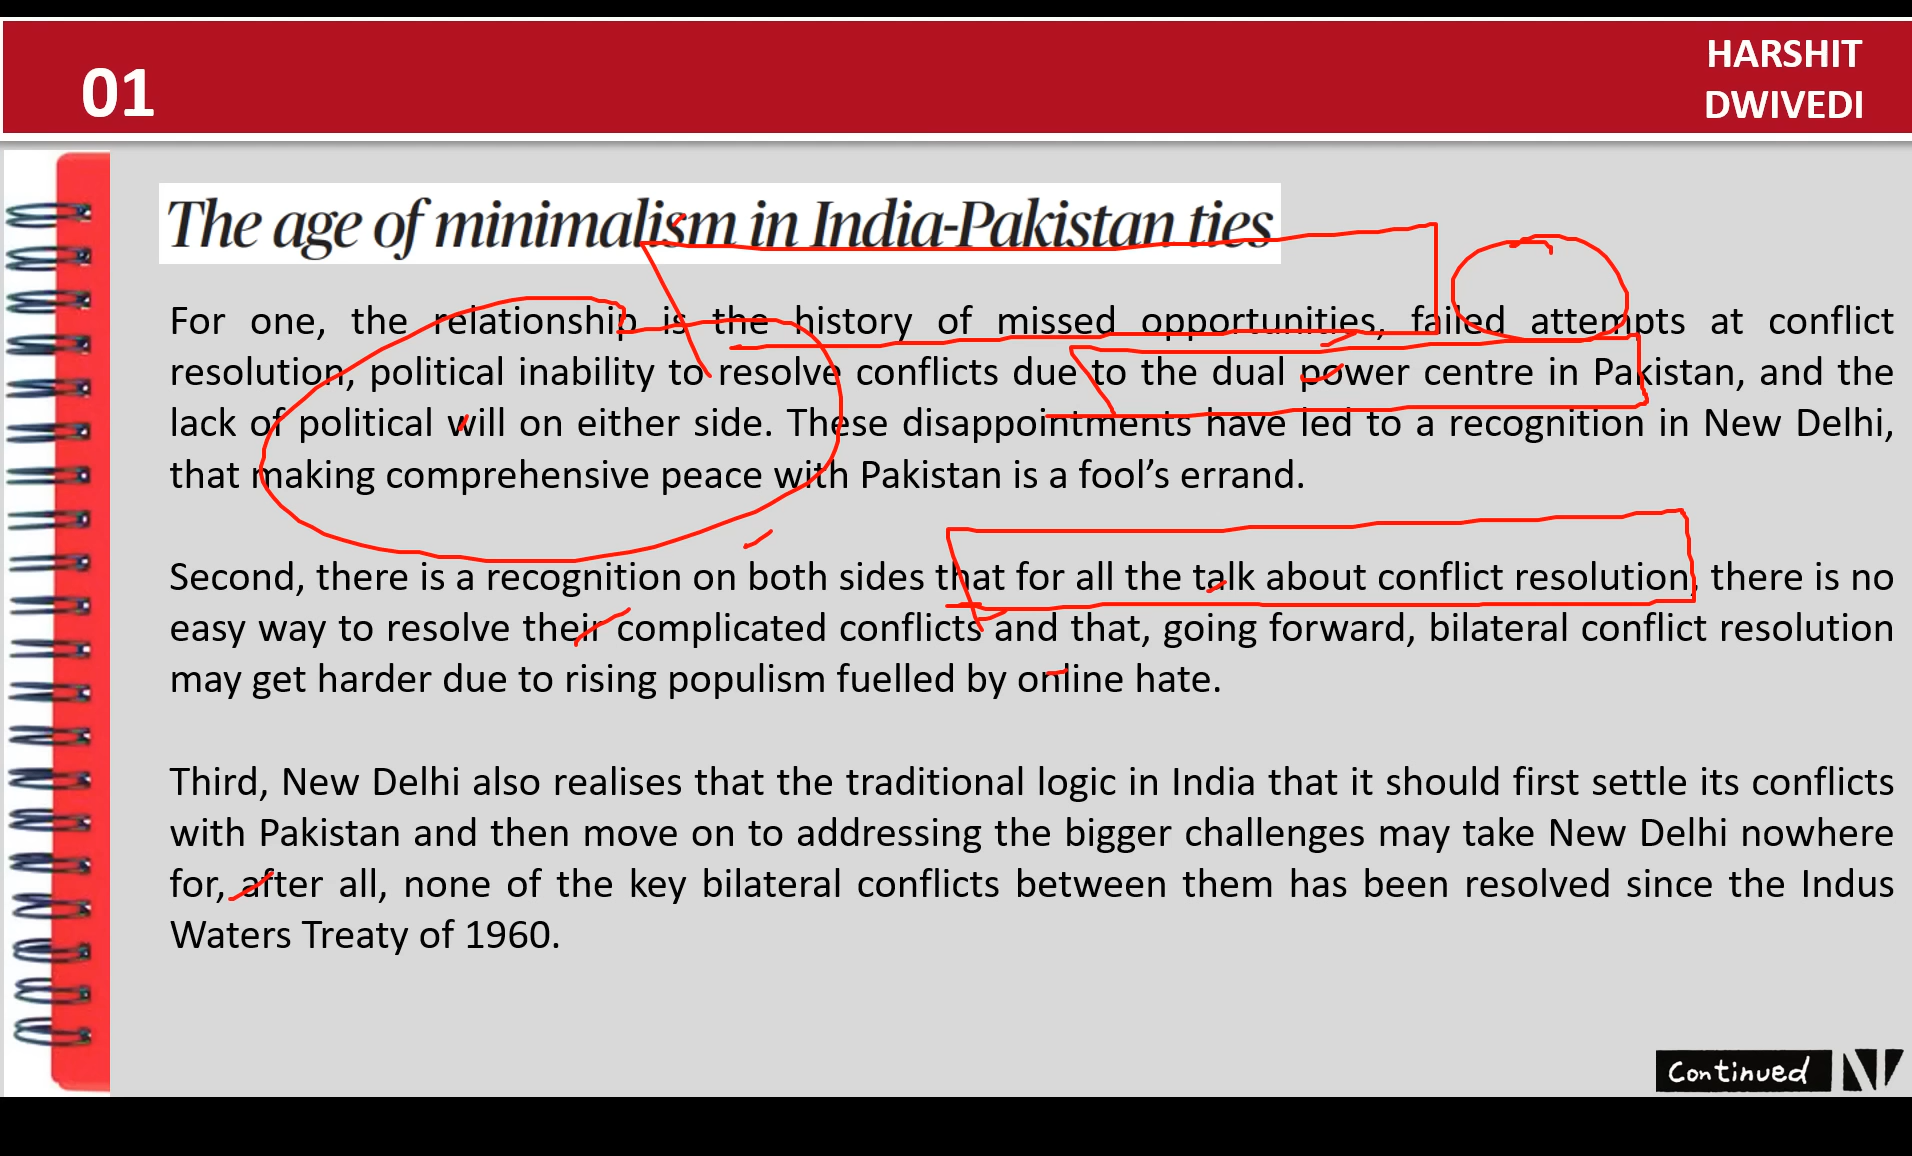 01
HARSHIT
DWIVEDI
The age of minimalism in India-Pakistan ties
For one, the relationship is the history of missed opportunities, failed attempts at conflict
resolution, political inability to resolve conflicts due to the dual power centre in Pakistan, and the
lack of political will on either side. These disappointments have led to a recognition in New Delhi,
that making comprehensive peace with Pakistan is a fool’s errand.
Second, there is a recognition on both sides that for all the talk about conflict resolution, there is no
easy way to resolve their complicated conflicts and that, going forward, bilateral conflict resolution
may get harder due to rising populism fuelled by online hate.
Third, New Delhi also realises that the traditional logic in India that it should first settle its conflicts
with Pakistan and then move on to addressing the bigger challenges may take New Delhi nowhere
for, after all, none of the key bilateral conflicts between them has been resolved since the Indus
Waters Treaty of 1960.
Continued